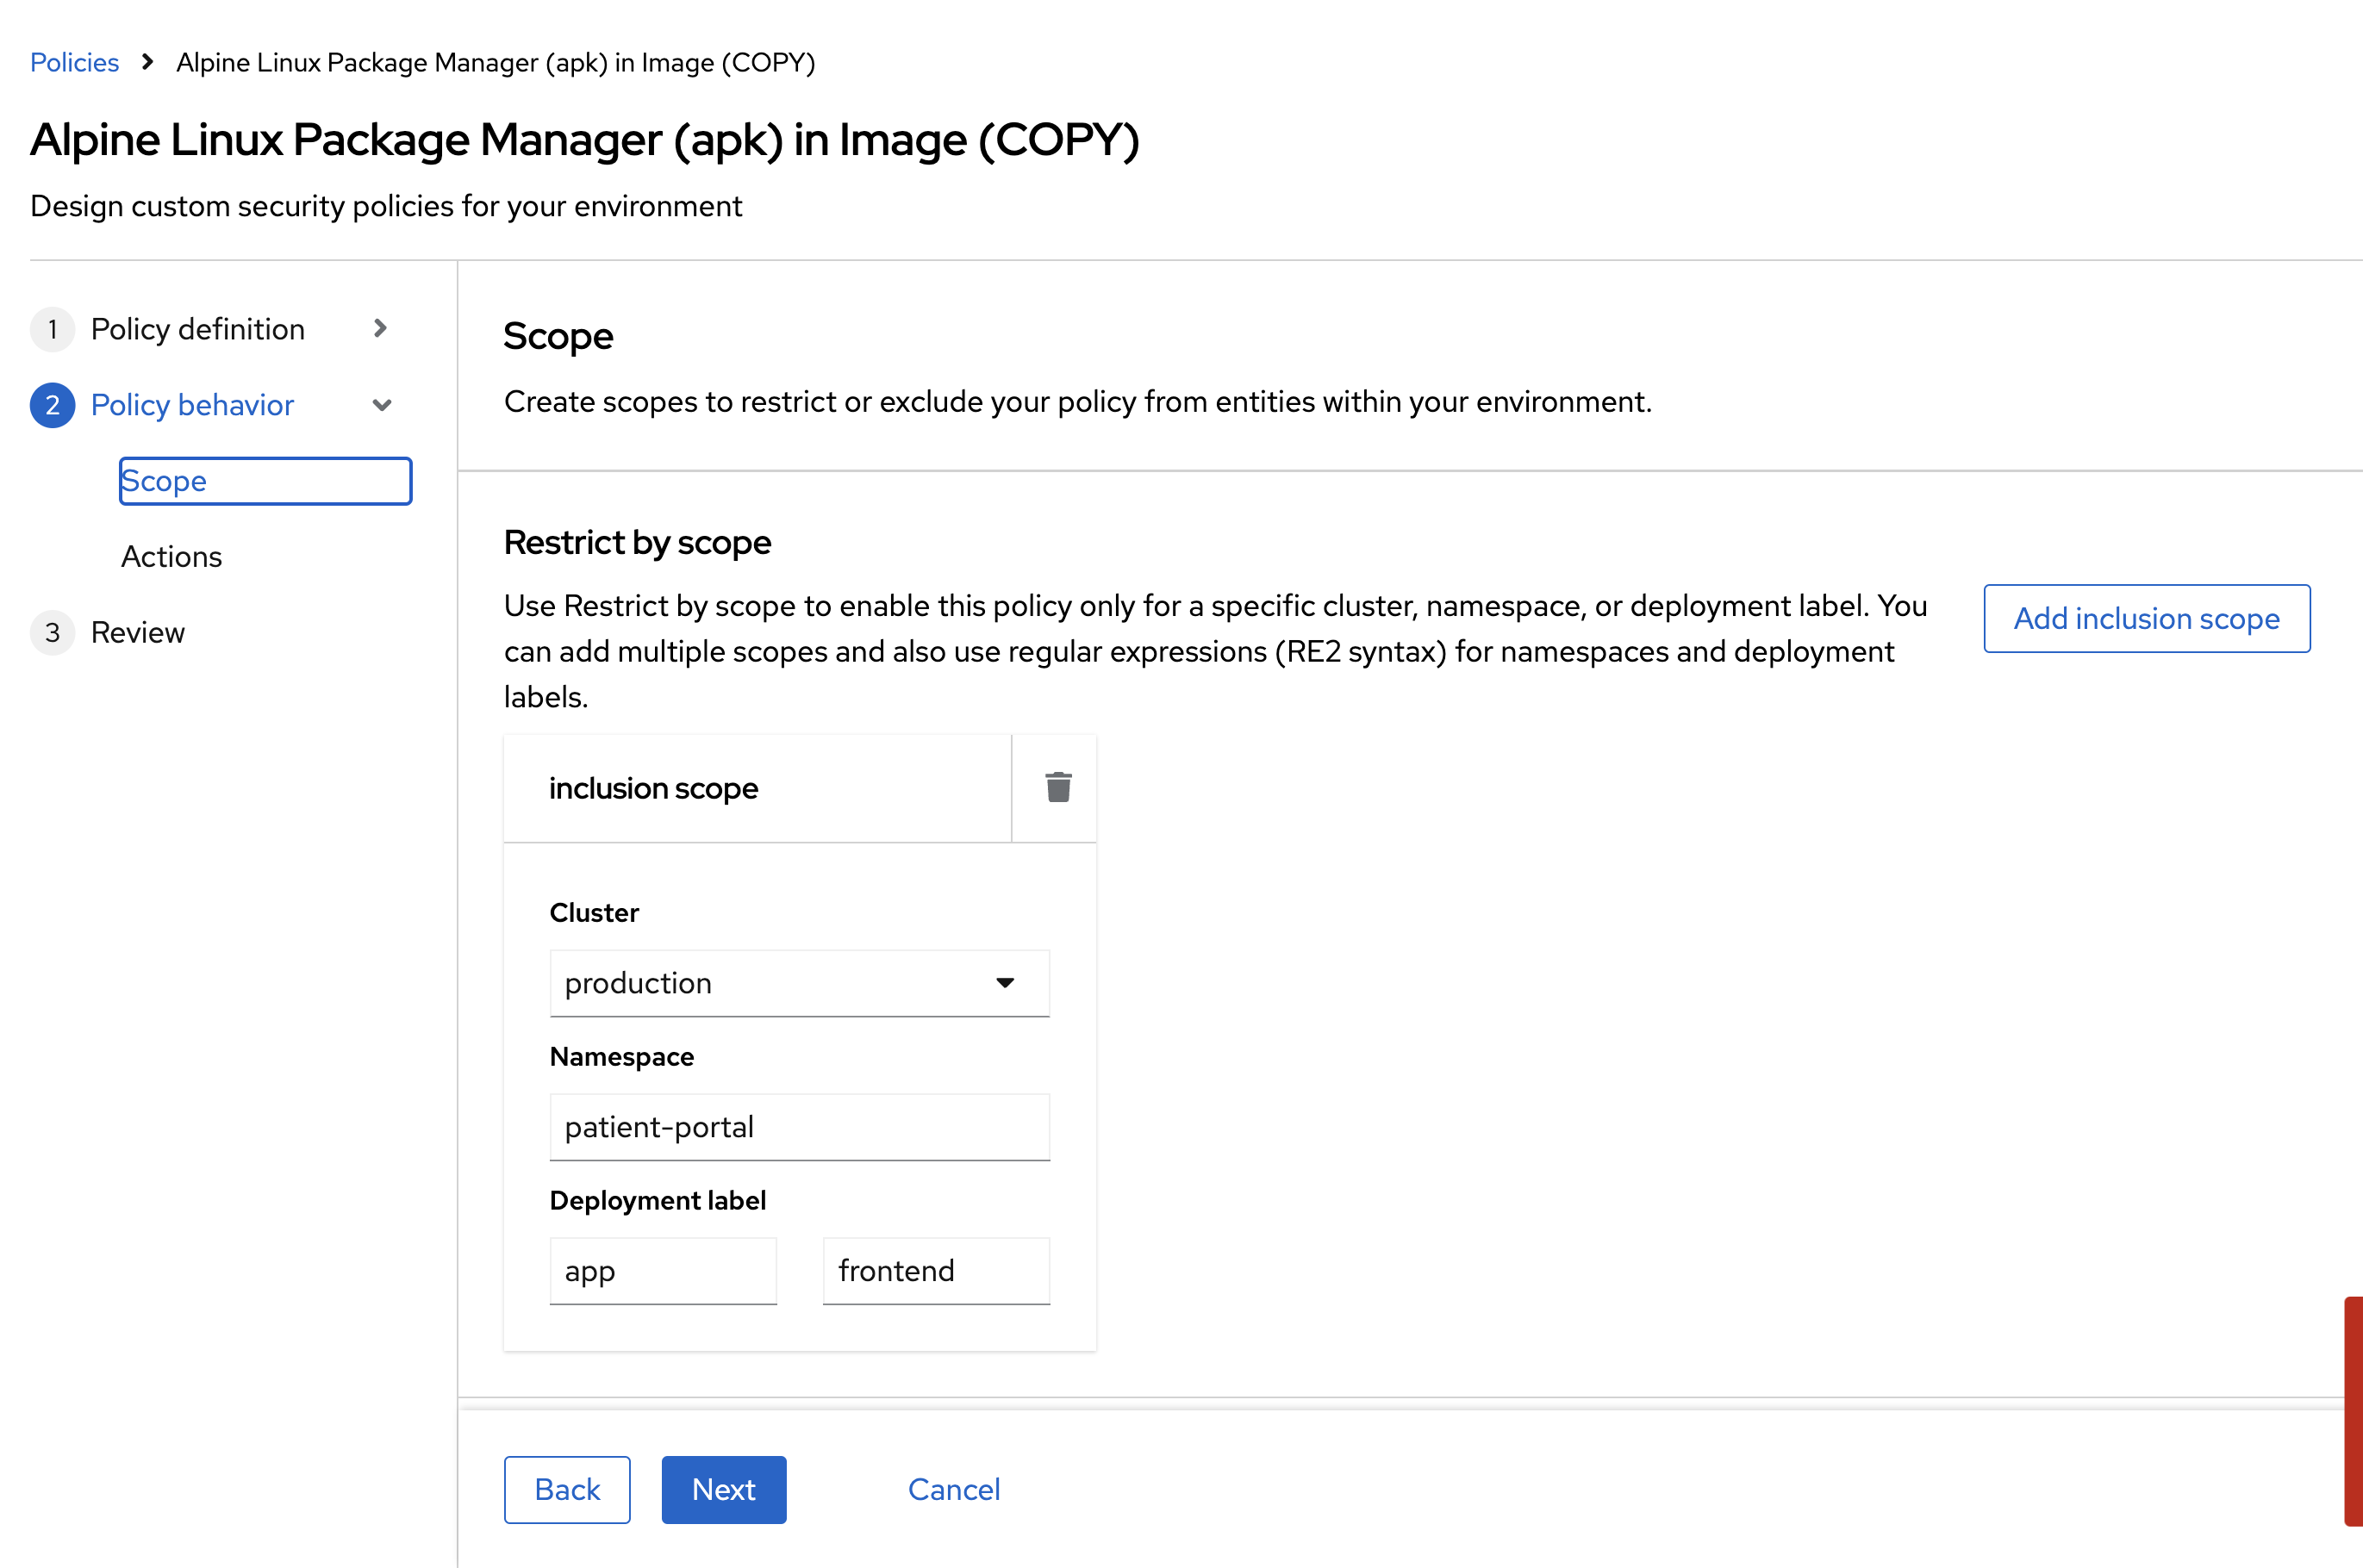 Policies > Alpine Linux Package Manager (apk) in Image (COPY)
Alpine Linux Package Manager (apk) in Image (COPY)
Design custom security policies for your environment
1 Policy definition
2 Policy behavior
Scope
Actions
3 Review
Scope
Create scopes to restrict or exclude your policy from entities within your environment.
Restrict by scope
Use Restrict by scope to enable this policy only for a specific cluster, namespace, or deployment label. You
can add multiple scopes and also use regular expressions (RE2 syntax) for namespaces and deployment
labels.
Add inclusion scope
inclusion scope
Cluster
production
Namespace
patient-portal
Deployment label
app frontend
Back Next Cancel